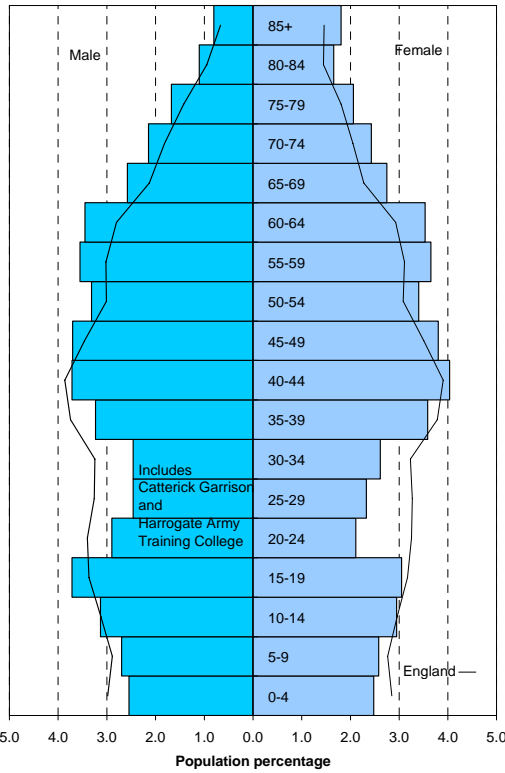 85+
Male
Female
80-84
75-79
70-74
65-69
60-64
55-59
50-54
45-49
40-44
35-39
30-34
Includes
Catterick Garrison
25-29
and
Harrogate Army
20-24
Training College
15-19
10-14
5-9
England
0-4
5.0 4.0 3.0 2.0 1.0 0.0 1.0 2.0 3.0 4.0 5.0
Population percentage